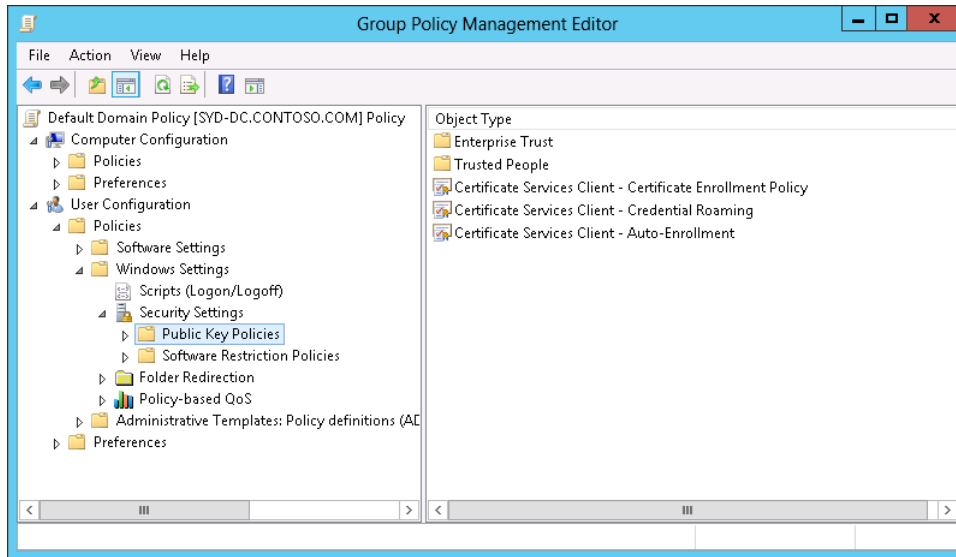 Group Policy Management Editor
File Action View Help
Default Domain Policy [SYD-DC.CONTOSO.COM] Policy
Computer Configuration
Policies
Preferences
User Configuration
Policies
Software Settings
Windows Settings
Scripts (Logon/Logoff)
Security Settings
Public Key Policies
Software Restriction Policies
Folder Redirection
Policy-based QoS
Administrative Templates: Policy definitions (AD
Preferences
Object Type
Enterprise Trust
Trusted People
Certificate Services Client - Certificate Enrollment Policy
Certificate Services Client - Credential Roaming
Certificate Services Client - Auto-Enrollment